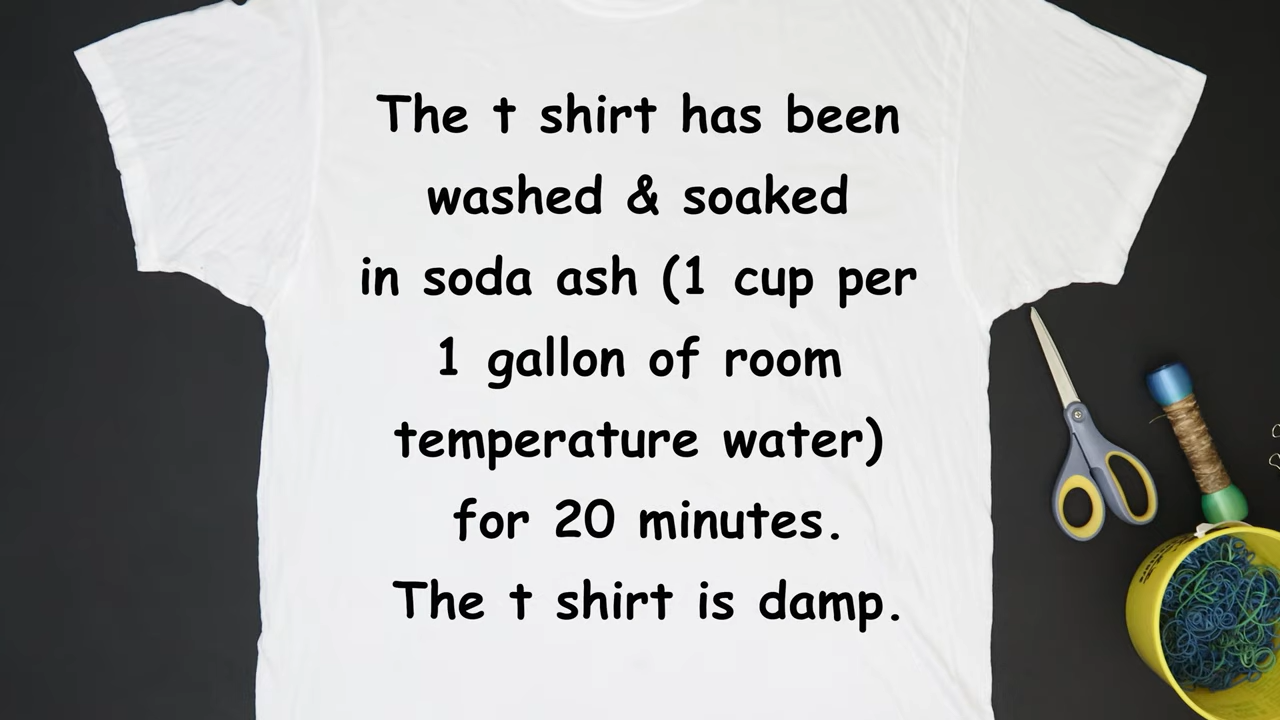 The t shirt has been
washed & soaked
in soda ash (1 cup per
1 gallon of room
temperature water)
for 20 minutes.
The t shirt is damp.